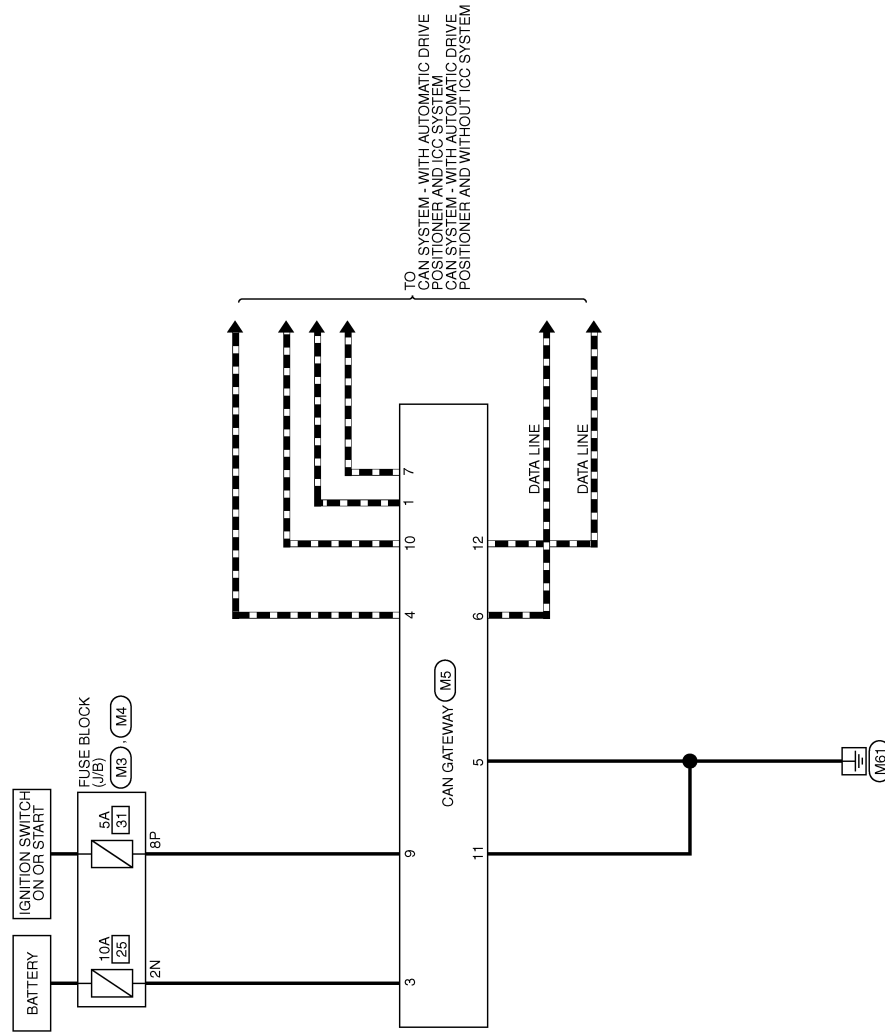 BATTERY
IGNITION SWITCH
ON OR START
10A
25
5A
31
FUSE BLOCK
(J/B)
M3 , M4
2N
8P
3
9
4
10
1
7
CAN GATEWAY M5
11
5
6
12
DATA LINE
DATA LINE
M61
TO
CAN SYSTEM - WITH AUTOMATIC DRIVE
POSITIONER AND ICC SYSTEM
CAN SYSTEM - WITH AUTOMATIC DRIVE
POSITIONER AND WITHOUT ICC SYSTEM